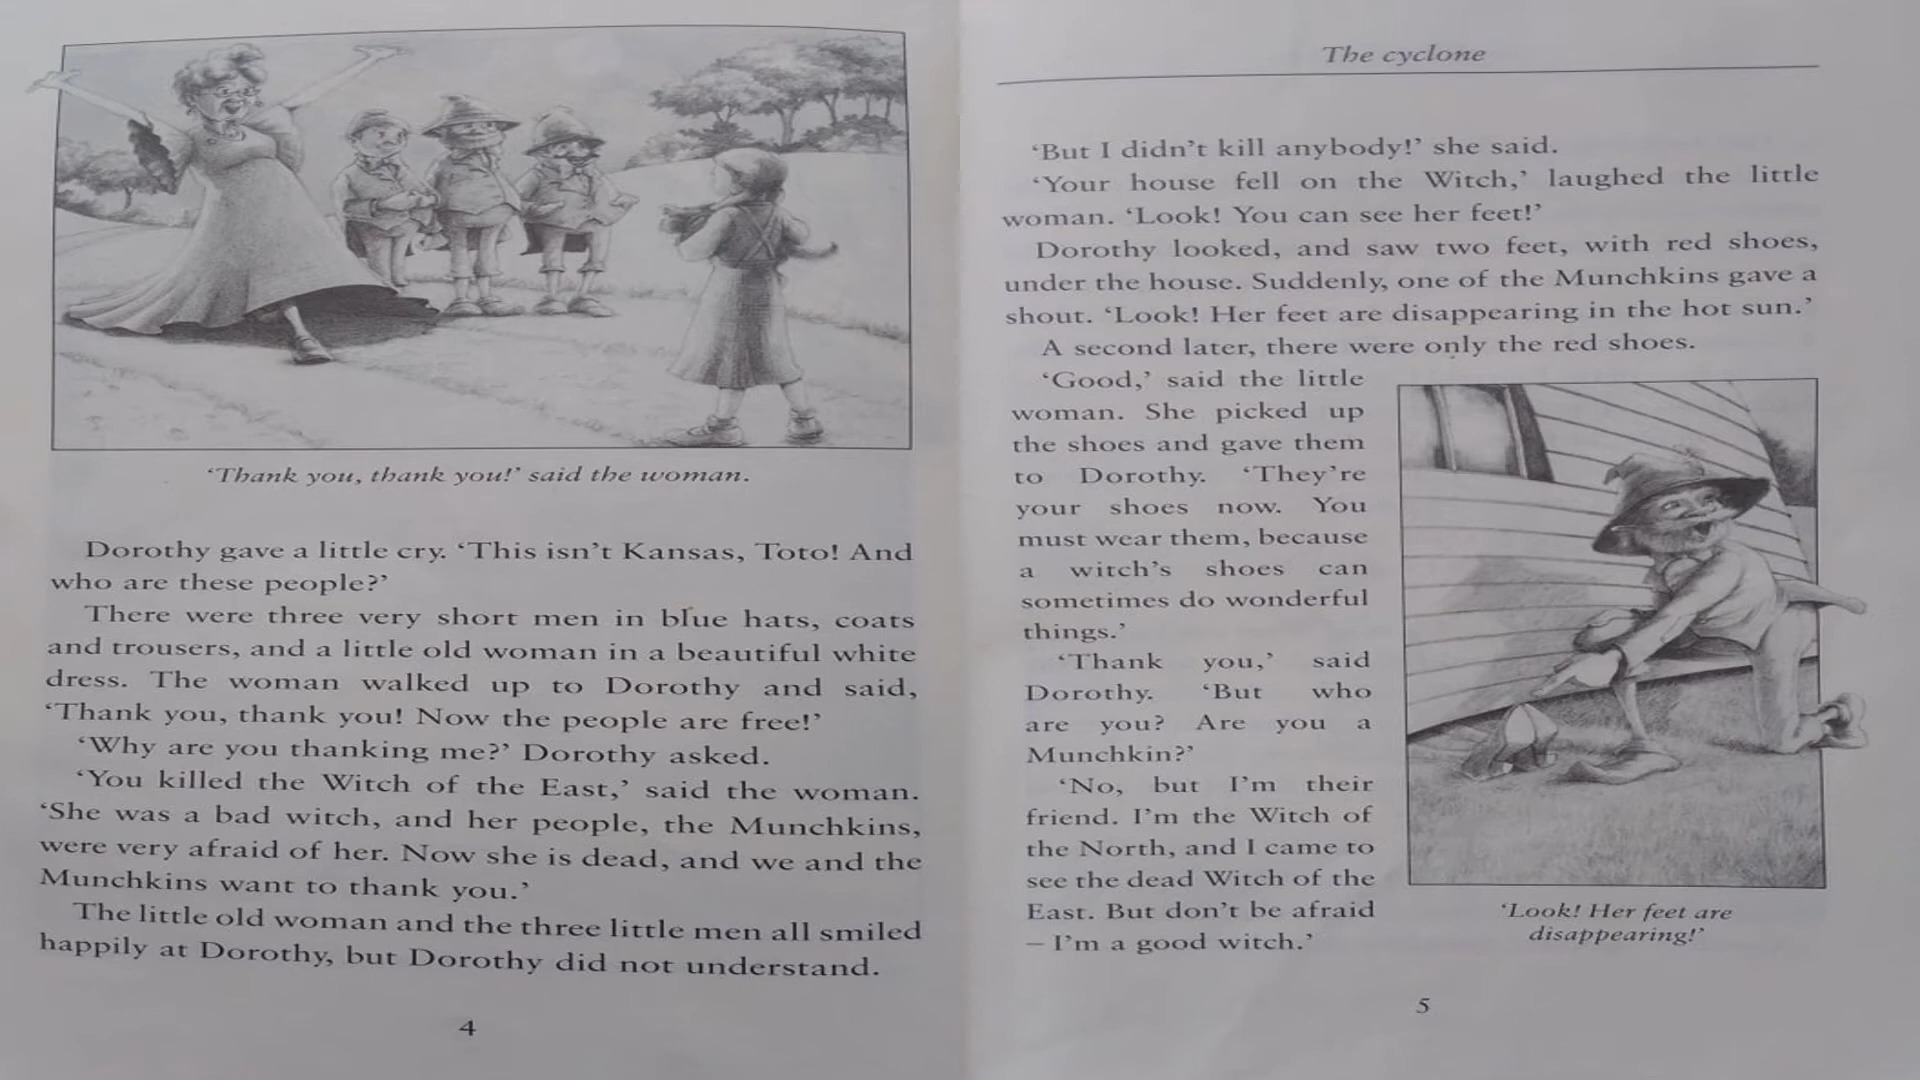 ‘Thank you, thank you!’ said the woman.
Dorothy gave a little cry. ‘This isn’t Kansas, Toto! And
who are these people?’
There were three very short men in blue hats, coats
and trousers, and a little old woman in a beautiful white
dress. The woman walked up to Dorothy and said,
‘Thank you, thank you! Now the people are free!’
‘Why are you thanking me?’ Dorothy asked.
‘You killed the Witch of the East,’ said the woman.
‘She was a bad witch, and her people, the Munchkins,
were very afraid of her. Now she is dead, and we and the
Munchkins want to thank you.’
The little old woman and the three little men all smiled
happily at Dorothy, but Dorothy did not understand.
4
The cyclone
‘But I didn’t kill anybody!’ she said.
‘Your house fell on the Witch,’ laughed the little
woman. ‘Look! You can see her feet!’
Dorothy looked, and saw two feet, with red shoes,
under the house. Suddenly, one of the Munchkins gave a
shout. ‘Look! Her feet are disappearing in the hot sun.’
A second later, there were only the red shoes.
‘Good,’ said the little
woman. She picked up
the shoes and gave them
to Dorothy. ‘They’re
your shoes now. You
must wear them, because
a witch’s shoes can
sometimes do wonderful
things.’
‘Thank you,’ said
Dorothy. ‘But who
are you? Are you a
Munchkin?’
‘No, but I’m their
friend. I’m the Witch of
the North, and I came to
see the dead Witch of the
East. But don’t be afraid
– I’m a good witch.’
‘Look! Her feet are
disappearing!’
5